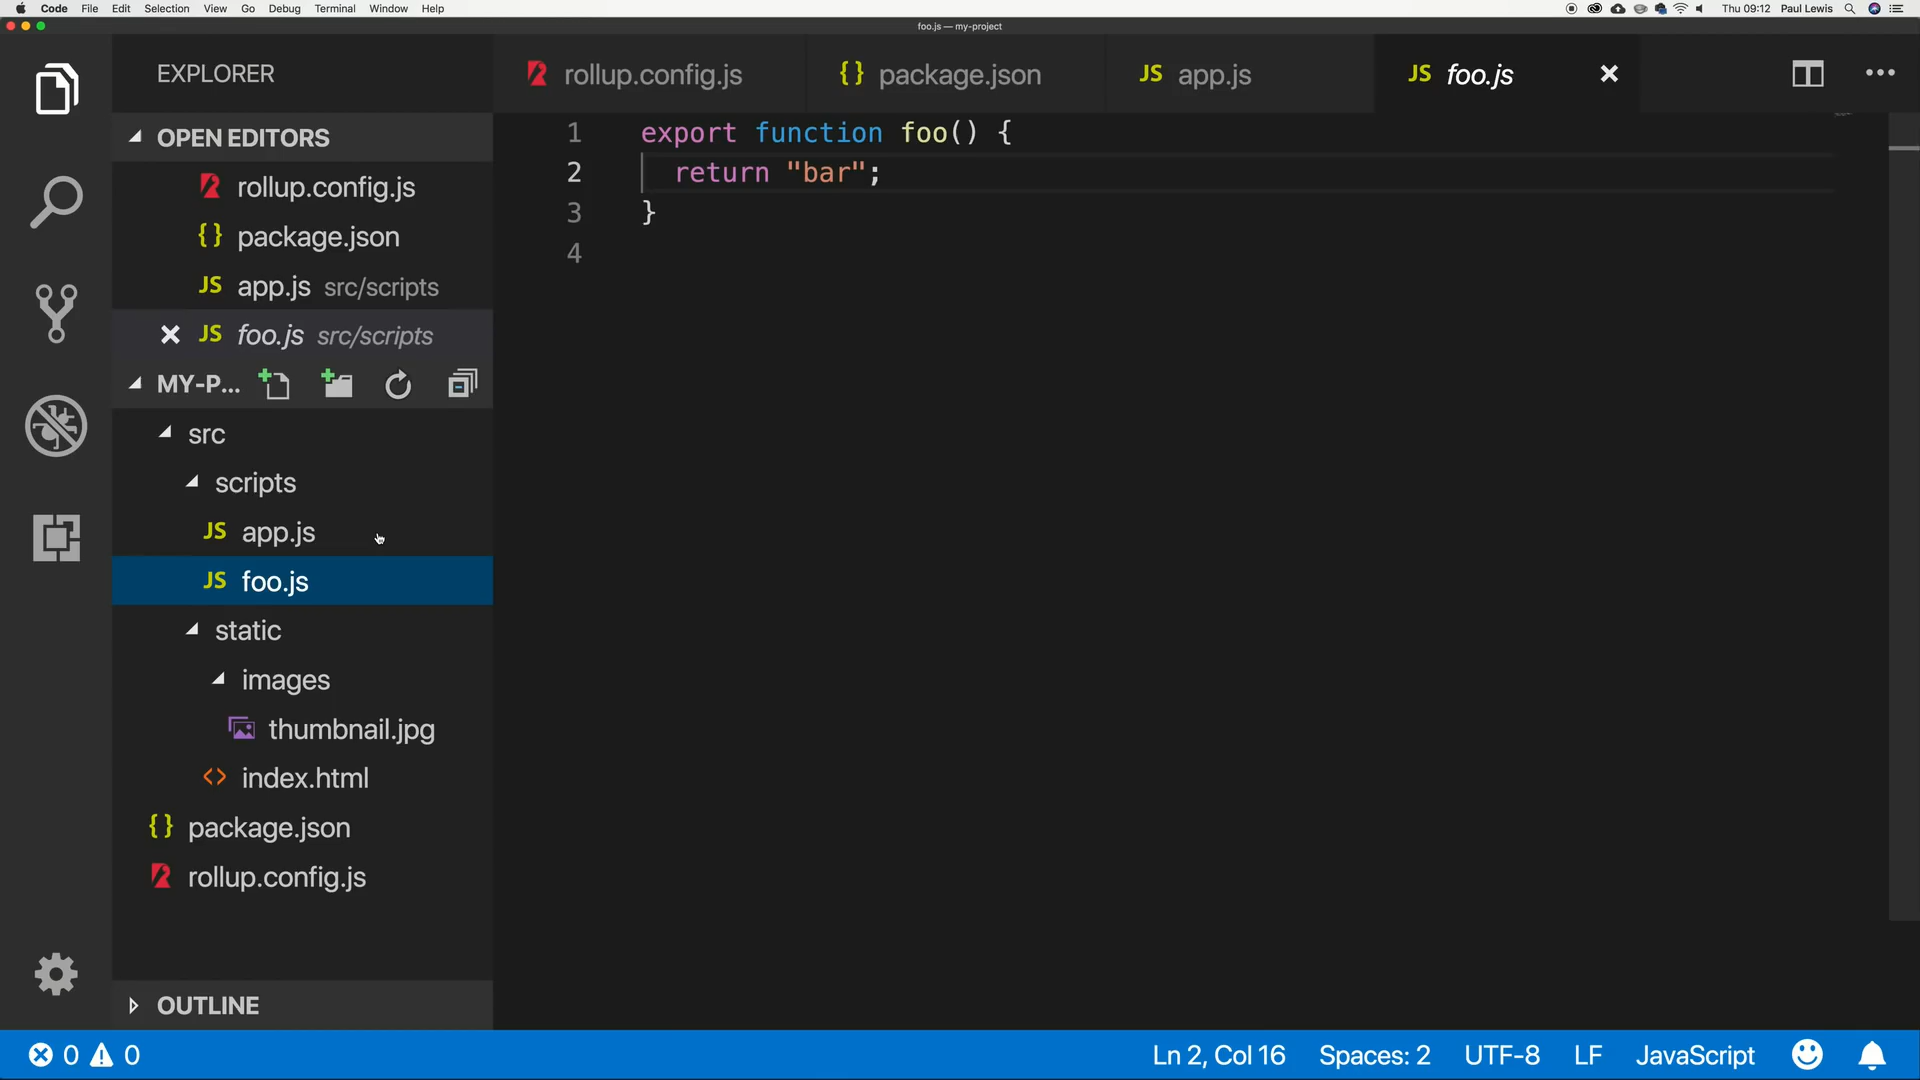 Code File Edit Selection View Go Debug Terminal Window Help Thu 09:12 Paul Lewis
foo.js — my-project
EXPLORER
rollup.config.js
{ } package.json
JS app.js
JS foo.js
OPEN EDITORS
rollup.config.js
{ } package.json
JS app.js src/scripts
JS foo.js src/scripts
MY-P...
src
scripts
JS app.js
JS foo.js
static
images
thumbnail.jpg
<> index.html
{ } package.json
rollup.config.js
OUTLINE
1 export function foo() {
2 return "bar";
3 }
4
0 0 Ln 2, Col 16 Spaces: 2 UTF-8 LF JavaScript